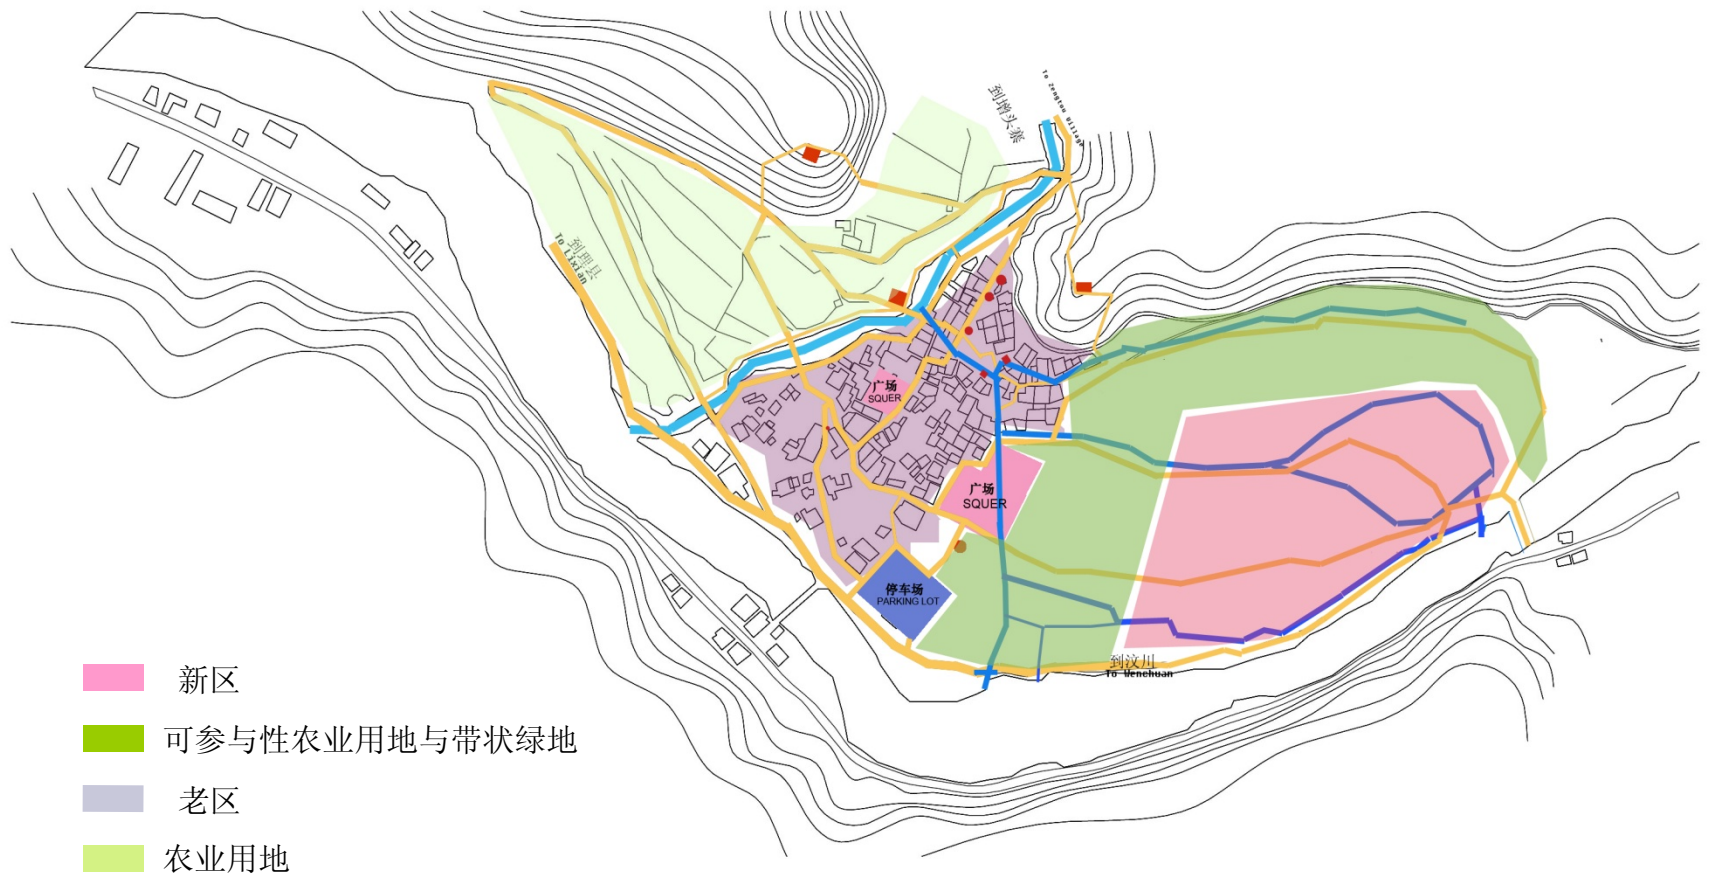 到增头寨
To Zengtou Village
到理县
To Lixian
广场
SQUER
广场
SQUER
停车场
PARKING LOT
到汶川
To Wenchuan
新区
可参与性农业用地与带状绿地
老区
农业用地